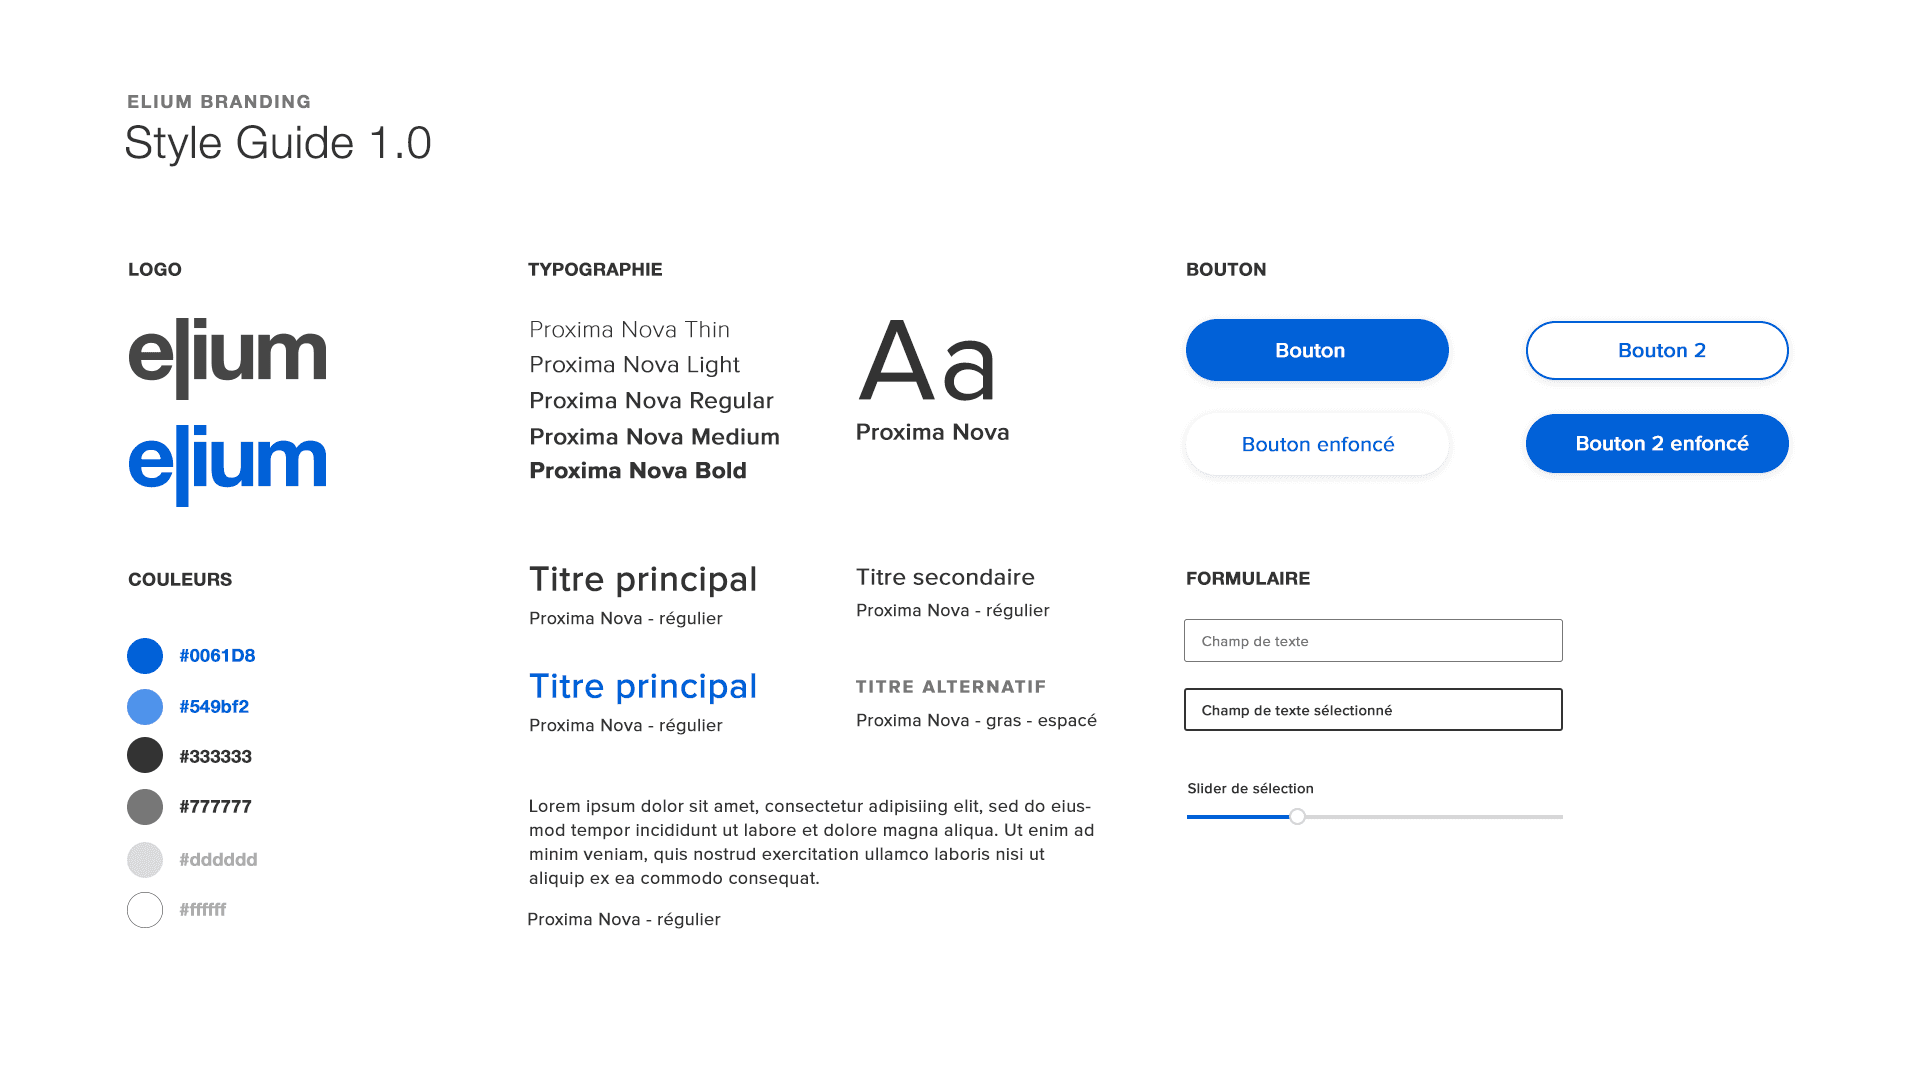 ELIUM BRANDING
Style Guide 1.0
LOGO
elium
elium
COULEURS
#0061D8
#549bf2
#333333
#777777
#dddddd
#ffffff
TYPOGRAPHIE
Proxima Nova Thin
Proxima Nova Light
Proxima Nova Regular
Proxima Nova Medium
Proxima Nova Bold
Aa
Proxima Nova
Titre principal
Proxima Nova - régulier
Titre secondaire
Proxima Nova - régulier
Titre principal
Proxima Nova - régulier
TITRE ALTERNATIF
Proxima Nova - gras - espacé
Lorem ipsum dolor sit amet, consectetur adipisiing elit, sed do eius-
mod tempor incididunt ut labore et dolore magna aliqua. Ut enim ad
minim veniam, quis nostrud exercitation ullamco laboris nisi ut
aliquip ex ea commodo consequat.
Proxima Nova - régulier
BOUTON
Bouton
Bouton 2
Bouton enfoncé
Bouton 2 enfoncé
FORMULAIRE
Champ de texte
Champ de texte sélectionné
Slider de sélection